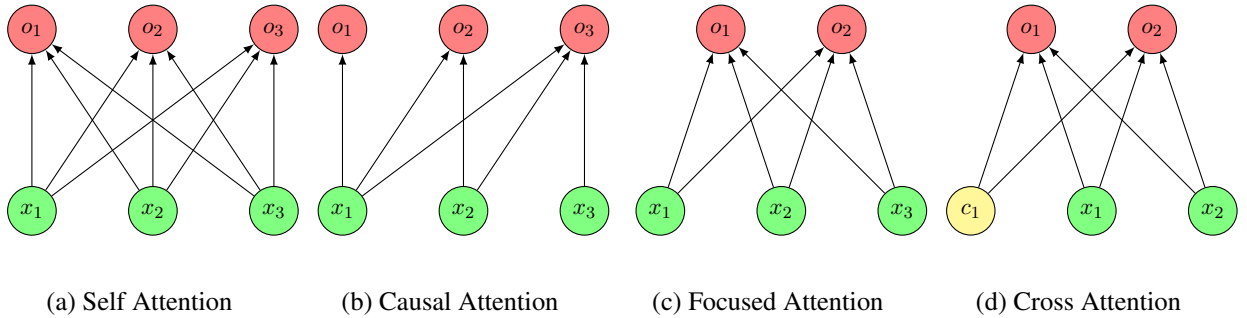 o1 o2 o3 o1 o2 o3 o1 o2 o1 o2
x1 x2 x3 x1 x2 x3 x1 x2 x3 c1 x1 x2
(a) Self Attention (b) Causal Attention (c) Focused Attention (d) Cross Attention